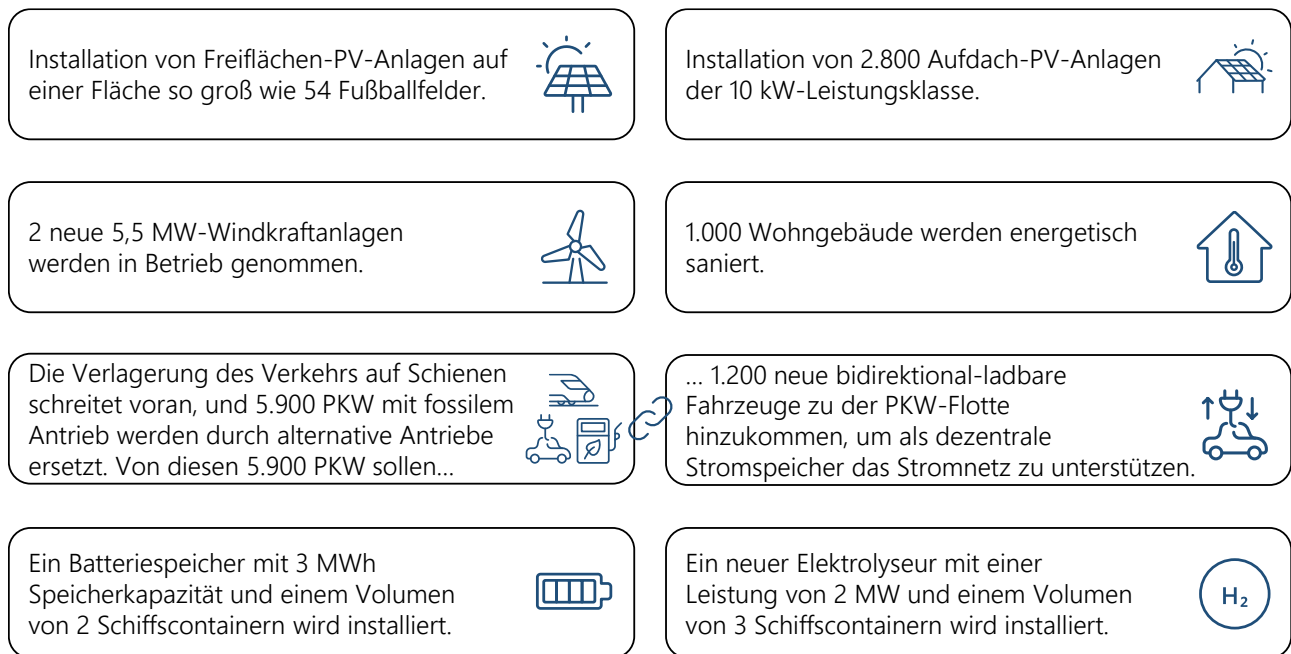 Installation von Freiflächen-PV-Anlagen auf
einer Fläche so groß wie 54 Fußballfelder.
Installation von 2.800 Aufdach-PV-Anlagen
der 10 kW-Leistungsklasse.
2 neue 5,5 MW-Windkraftanlagen
werden in Betrieb genommen.
1.000 Wohngebäude werden energetisch
saniert.
Die Verlagerung des Verkehrs auf Schienen
schreitet voran, und 5.900 PKW mit fossilem
Antrieb werden durch alternative Antriebe
ersetzt. Von diesen 5.900 PKW sollen...
... 1.200 neue bidirektional-ladbare
Fahrzeuge zu der PKW-Flotte
hinzukommen, um als dezentrale
Stromspeicher das Stromnetz zu unterstützen.
Ein Batteriespeicher mit 3 MWh
Speicherkapazität und einem Volumen
von 2 Schiffscontainern wird installiert.
Ein neuer Elektrolyseur mit einer
Leistung von 2 MW und einem Volumen
von 3 Schiffscontainern wird installiert.
H₂